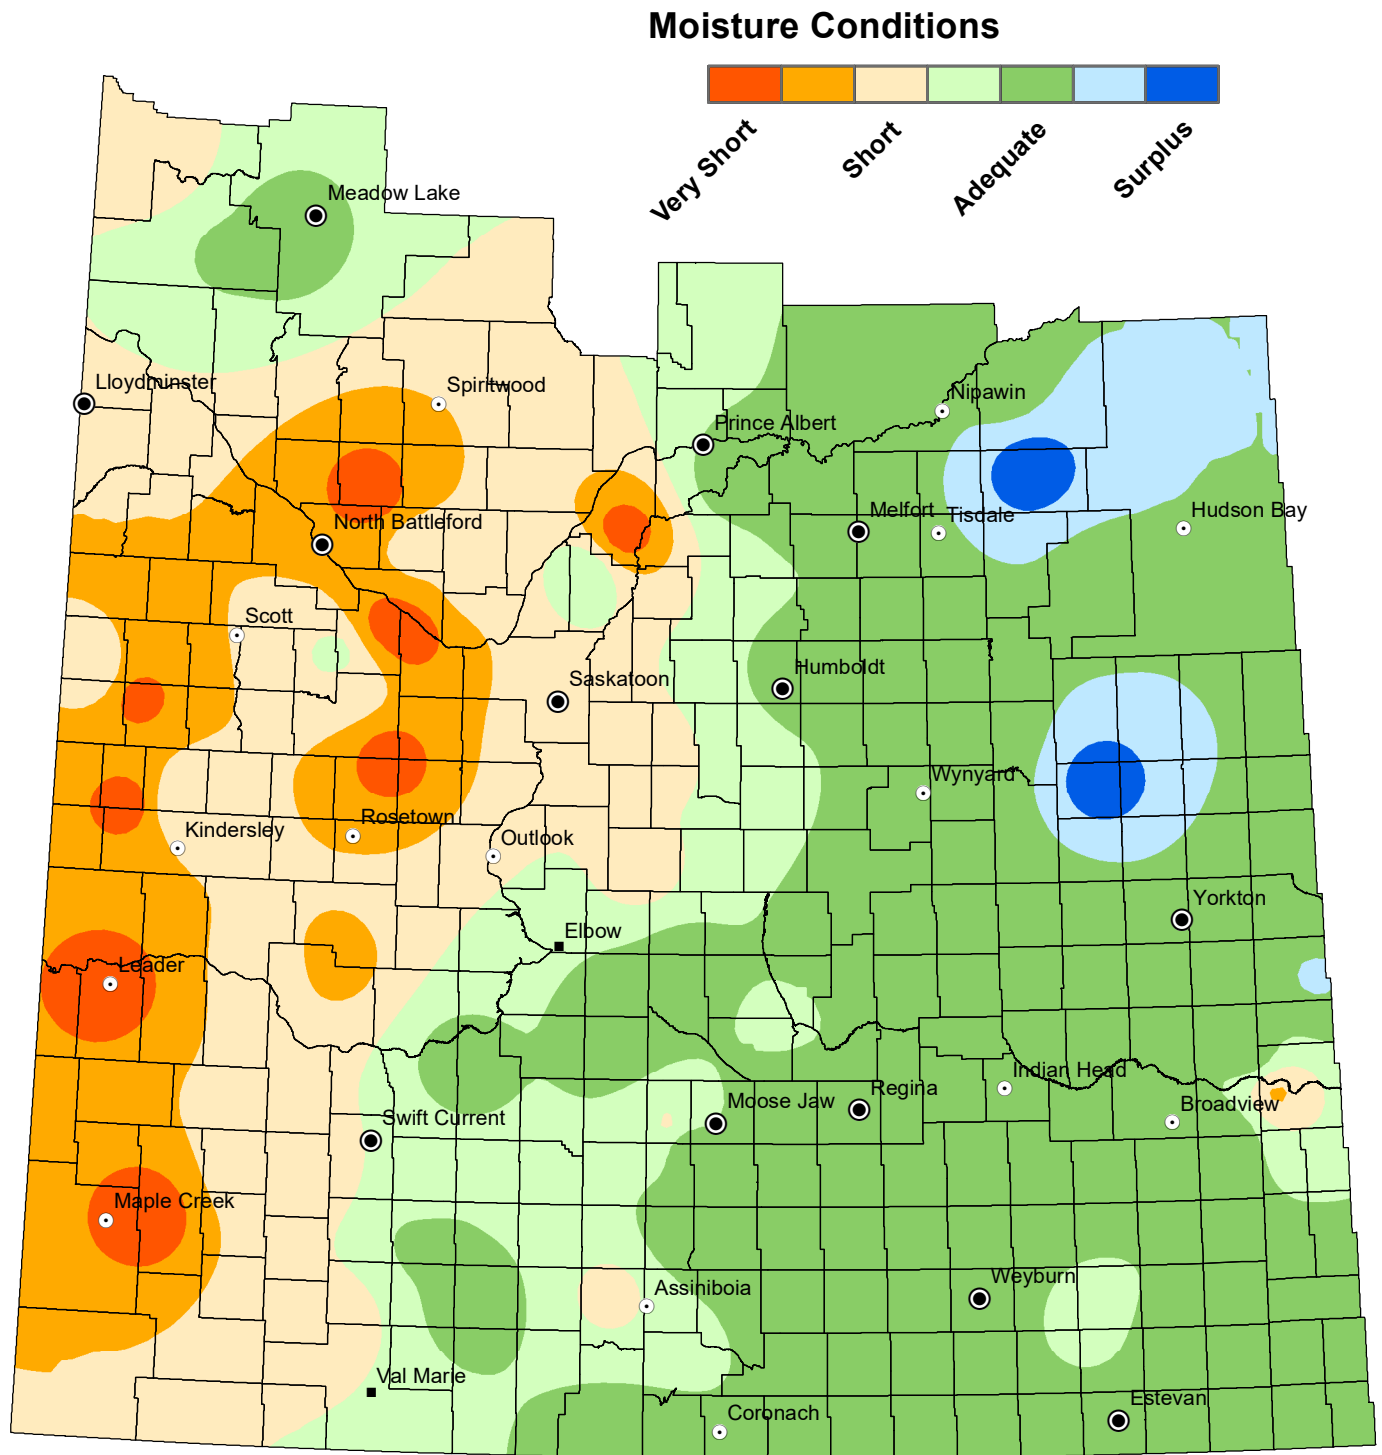 Moisture Conditions
Very Short
Short
Adequate
Surplus
Meadow Lake
Lloydminster
Spiritwood
Nipawin
Prince Albert
North Battleford
Melfort
Tisdale
Hudson Bay
Scott
Saskatoon
Humboldt
Wynyard
Kindersley
Rosetown
Outlook
Yorkton
Elbow
Leader
Indian Head
Regina
Moose Jaw
Broadview
Swift Current
Maple Creek
Assiniboia
Weyburn
Val Marie
Coronach
Estevan